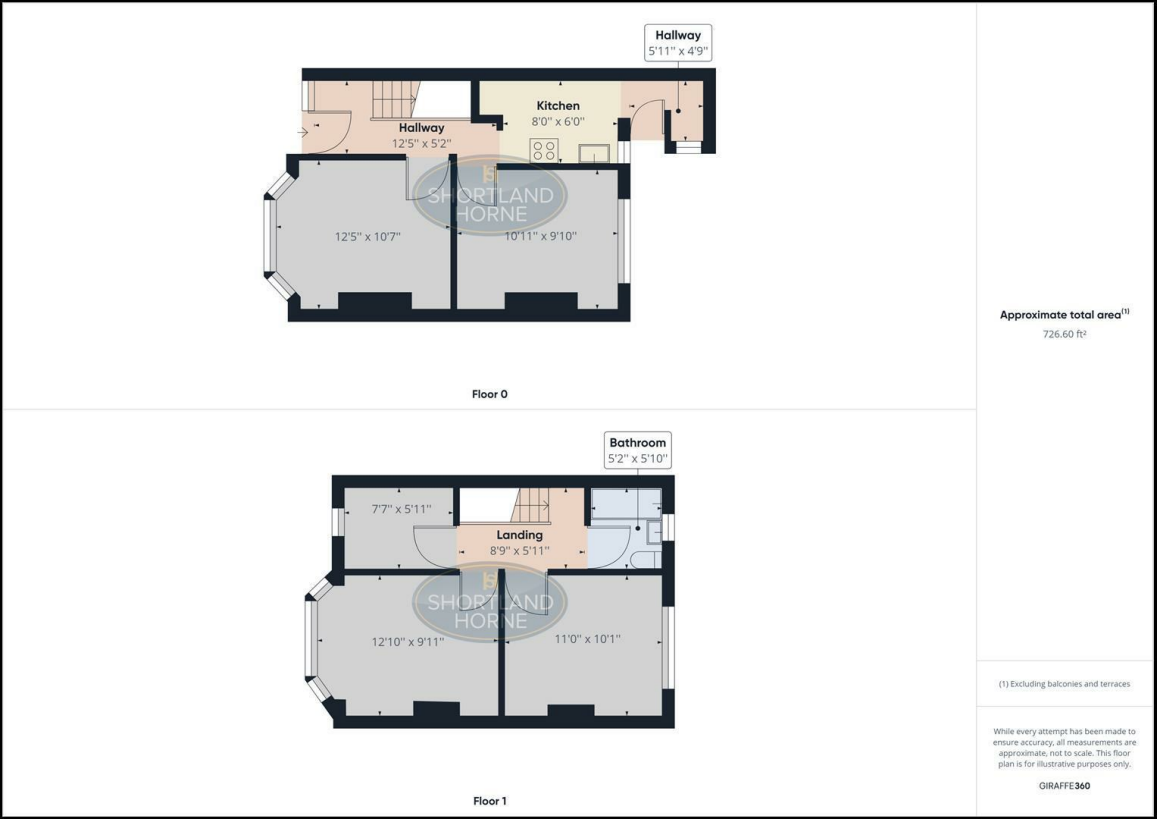 Hallway
5'11" x 4'9"
Kitchen
8'0" x 6'0"
Hallway
12'5" x 5'2"
SHORTLAND
HORNE
12'5" x 10'7"
10'11" x 9'10"
Floor 0
Approximate total area(1)
726.60 ft²
Bathroom
5'2" x 5'10"
7'7" x 5'11"
Landing
8'9" x 5'11"
SHORTLAND
HORNE
12'10" x 9'11"
11'0" x 10'1"
Floor 1
(1) Excluding balconies and terraces
While every attempt has been made to
ensure accuracy, all measurements are
approximate, not to scale. This floor
plan is for illustrative purposes only.
GIRAFFE360